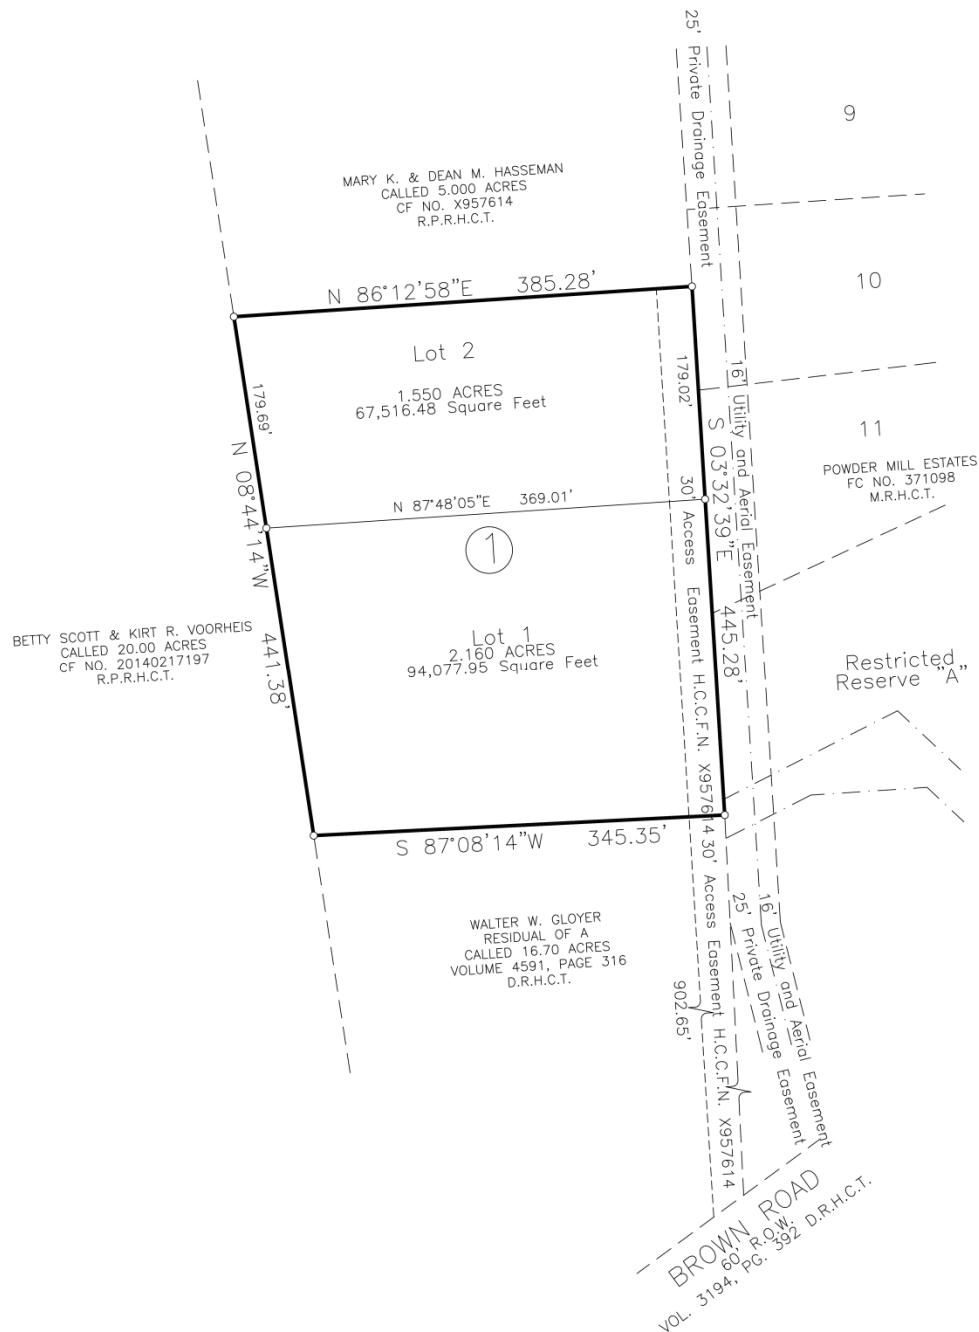 25' Private Drainage Easement
9
MARY K. & DEAN M. HASSEMAN
CALLED 5.000 ACRES
CF NO. X957614
R.P.R.H.C.T.
N 86°12'58"E 385.28'
10
Lot 2
1.550 ACRES
67,516.48 Square Feet
179.69'
179.02'
16' Utility and Aerial Easement
11
POWDER MILL ESTATES
FC NO. 371098
M.R.H.C.T.
N 08°44'14"W 441.38'
S 03°32'39"E 445.28'
N 87°48'05"E 369.01'
30' Access Easement H.C.C.F.N. X957614
1
BETTY SCOTT & KIRT R. VOORHEIS
CALLED 20.00 ACRES
CF NO. 20140217197
R.P.R.H.C.T.
Lot 1
2.160 ACRES
94,077.95 Square Feet
Restricted
Reserve "A"
S 87°08'14"W 345.35'
30' Access Easement H.C.C.F.N. X957614
WALTER W. GLOYER
RESIDUAL OF A
CALLED 16.70 ACRES
VOLUME 4591, PAGE 316
D.R.H.C.T.
902.65'
25' Private Drainage Easement
16' Utility and Aerial Easement
BROWN ROAD
60' R.O.W.
VOL. 3194, PG. 392 D.R.H.C.T.